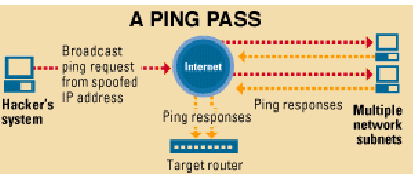 A PING PASS
Broadcast
ping request
from spoofed
IP address
Internet
Hacker's
system
Ping responses
Ping responses
Multiple
network
subnets
Target router